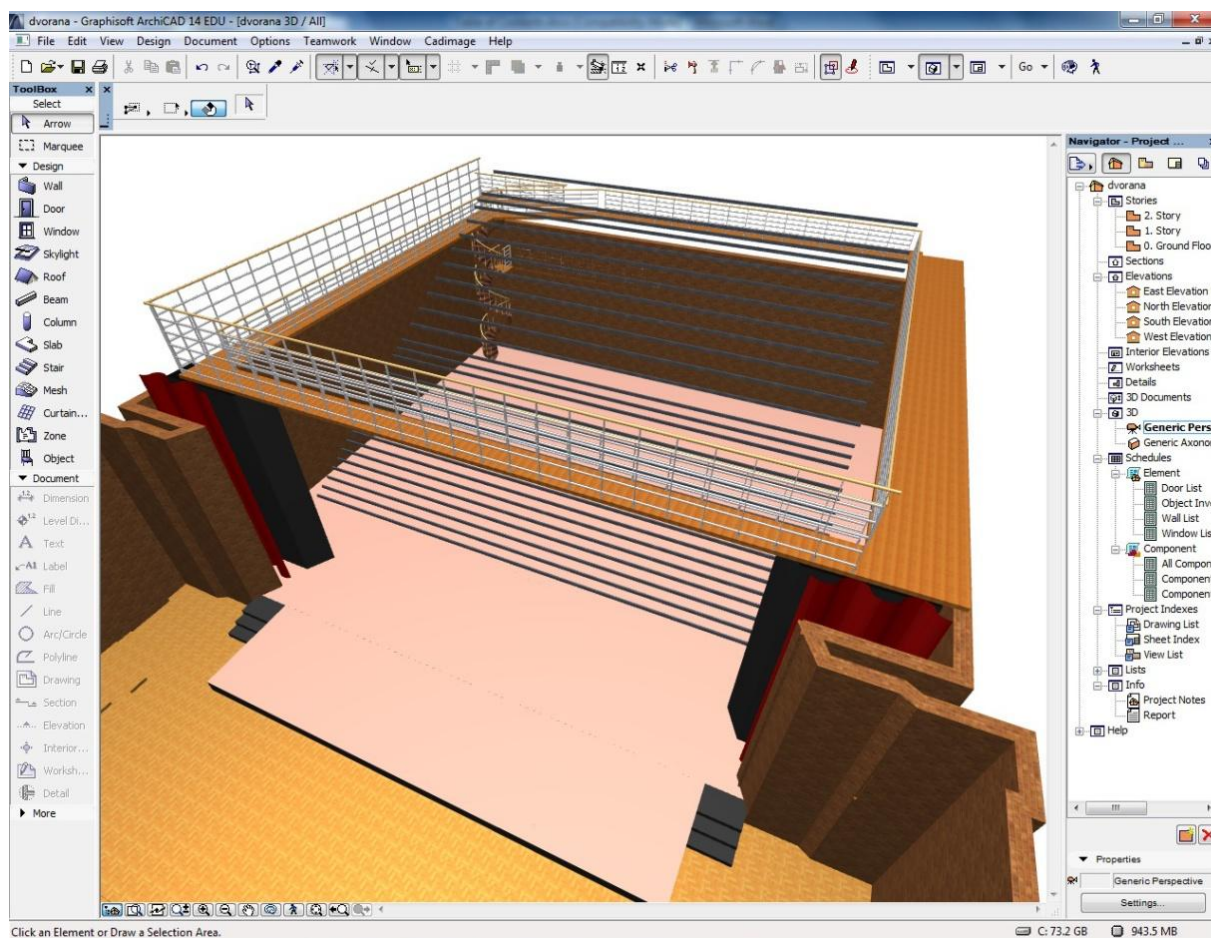 dvorana - Graphisoft ArchiCAD 14 EDU - [dvorana 3D / All]
File Edit View Design Document Options Teamwork Window Cadimage Help
Go
ToolBox
Select
Arrow
Marquee
Design
Wall
Door
Window
Skylight
Roof
Beam
Column
Slab
Stair
Mesh
Curtain...
Zone
Object
Document
Dimension
Level Di...
A1
Text
Label
Fill
Line
Arc/Circle
Polyline
Drawing
Section
Elevation
Interior...
Worksh...
Detail
More
Navigator - Project ...
dvorana
Stories
2. Story
1. Story
0. Ground Floo
Sections
Elevations
East Elevation
North Elevation
South Elevation
West Elevation
Interior Elevations
Worksheets
Details
3D Documents
3D
Generic Pers
Generic Axono
Schedules
Element
Door List
Object Inv
Wall List
Window Lis
Component
All Compon
Component
Component
Project Indexes
Drawing List
Sheet Index
View List
Lists
Info
Project Notes
Report
Help
Properties
Generic Perspective
Settings...
Click an Element or Draw a Selection Area.
C: 73.2 GB
943.5 MB